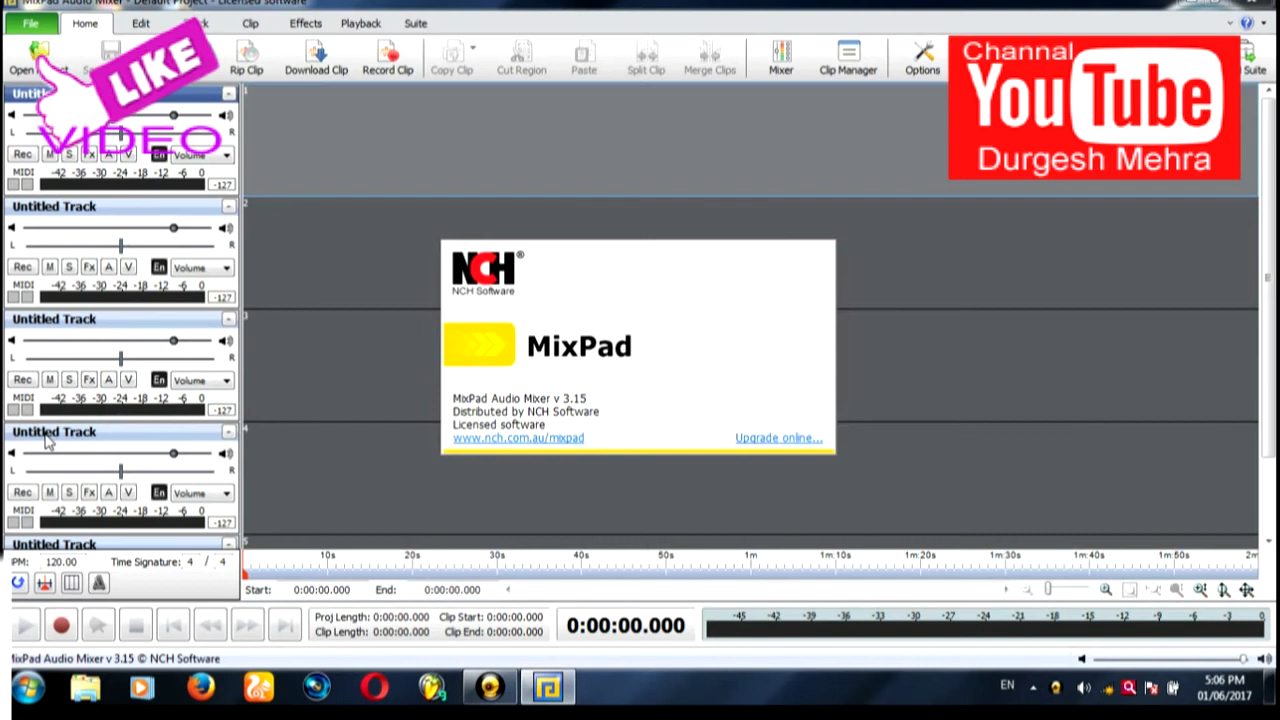 MixPad Audio Mixer - Default Project - Licensed software
File Home Edit Clip Effects Playback Suite
Rip Clip Download Clip Record Clip Copy Clip Cut Region Paste Split Clip Merge Clips Mixer Clip Manager Options Suite
LIKE
VIDEO
Channal
YouTube
Durgesh Mehra
1
L R
Rec M S Fx A V En Volume
MIDI -42 -36 -30 -24 -18 -12 -6 0
-127
Untitled Track
2
L R
Rec M S Fx A V En Volume
MIDI -42 -36 -30 -24 -18 -12 -6 0
-127
Untitled Track
3
L R
Rec M S Fx A V En Volume
MIDI -42 -36 -30 -24 -18 -12 -6 0
-127
Untitled Track
4
L R
Rec M S Fx A V En Volume
MIDI -42 -36 -30 -24 -18 -12 -6 0
-127
Untitled Track
5
NCH®
NCH Software
MixPad
MixPad Audio Mixer v 3.15
Distributed by NCH Software
Licensed software
www.nch.com.au/mixpad Upgrade online...
PM: 120.00 Time Signature: 4 / 4
10s 20s 30s 40s 50s 1m 1m:10s 1m:20s 1m:30s 1m:40s 1m:50s 2m
Start: 0:00:00.000 End: 0:00:00.000
Proj Length: 0:00:00.000 Clip Start: 0:00:00.000
Clip Length: 0:00:00.000 Clip End: 0:00:00.000
0:00:00.000
-45 -42 -39 -36 -33 -30 -27 -24 -21 -18 -15 -12 -9 -6 -3 0
MixPad Audio Mixer v 3.15 © NCH Software
EN
5:06 PM
01/06/2017